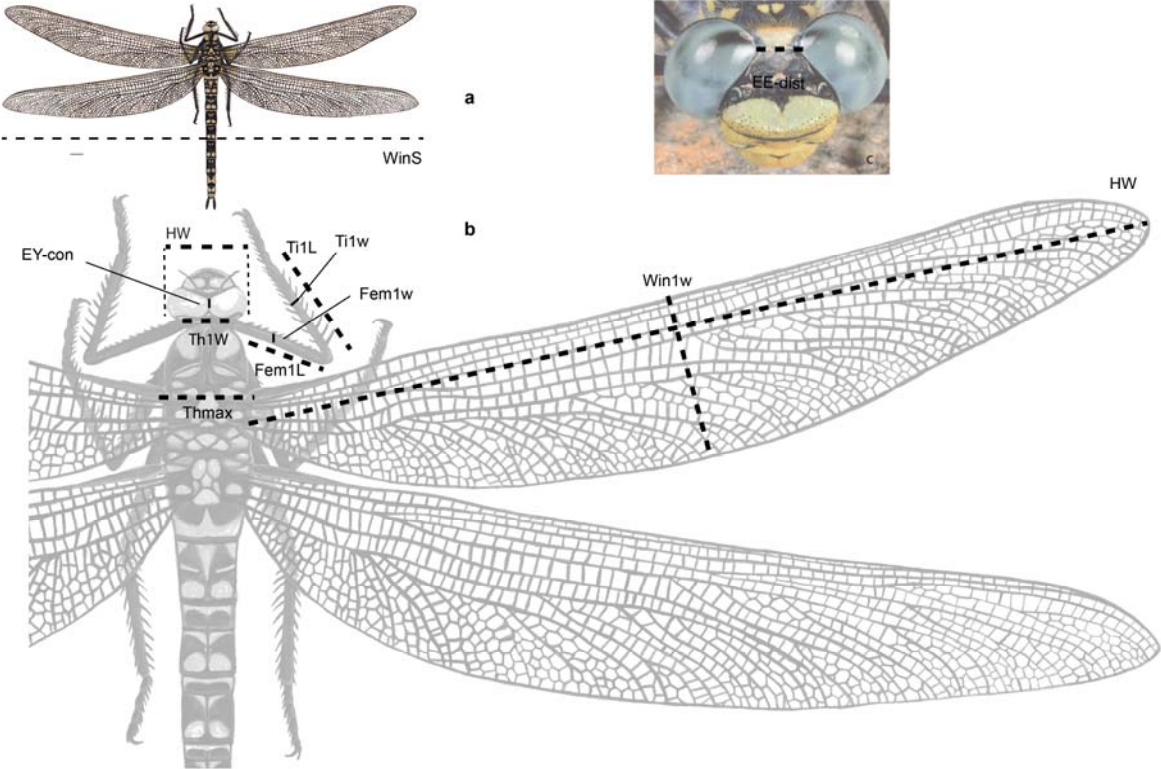 a
WinS
EE-dist
c
HW
b
HW
EY-con
Ti1L
Ti1w
Win1w
Fem1w
Th1W
Fem1L
Thmax